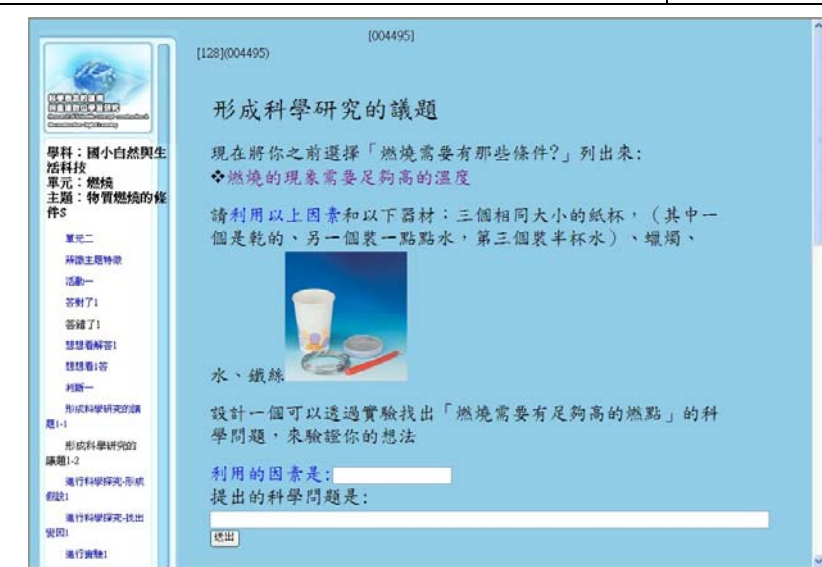 [004495]
[128](004495)
形成科學研究的議題
現在將你之前選擇「燃燒需要有那些條件?」列出來:
❖燃燒的現象需要足夠高的溫度
請利用以上因素和以下器材：三個相同大小的紙杯，（其中一
個是乾的、另一個裝一點點水，第三個裝半杯水）、蠟燭、
水、鐵絲
設計一個可以透過實驗找出「燃燒需要有足夠高的燃點」的科
學問題，來驗證你的想法
利用的因素是:
提出的科學問題是:
送出
學科：國小自然與生
活科技
單元：燃燒
主題：物質燃燒的條
件S
單元二
辨識主題特徵
活動一
答對了1
答錯了1
想想看解答1
想想看1答
判斷一
形成科學研究的議
題1-1
形成科學研究的
議題1-2
進行科學探究-形成
假設1
進行科學探究-找出
變因1
進行實驗1